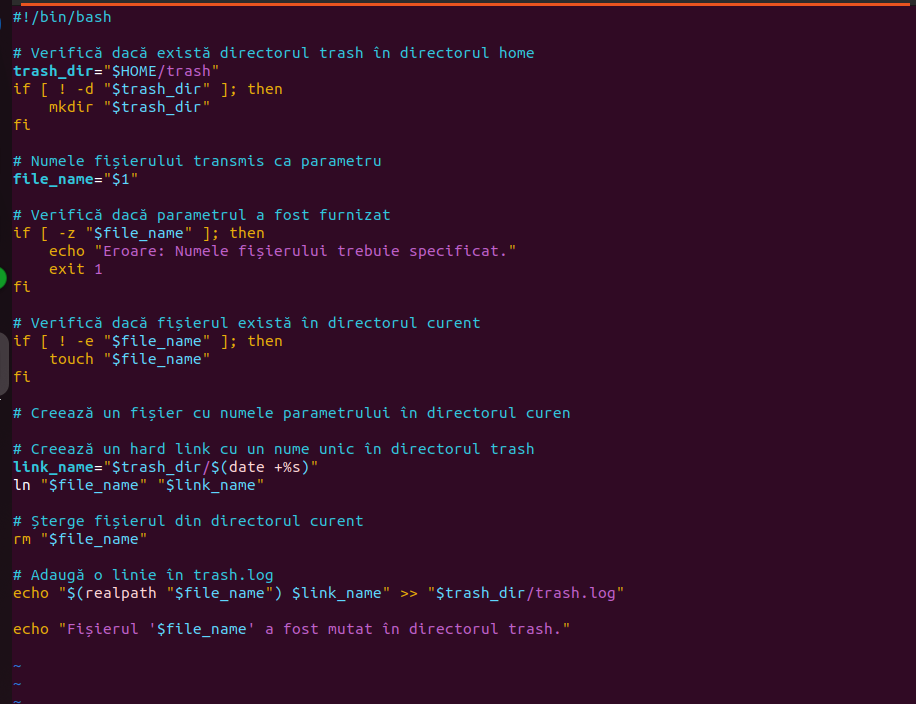 #!/bin/bash
# Verifică dacă există directorul trash în directorul home
trash_dir="$HOME/trash"
if [ ! -d "$trash_dir" ]; then
    mkdir "$trash_dir"
fi
# Numele fișierului transmis ca parametru
file_name="$1"
# Verifică dacă parametrul a fost furnizat
if [ -z "$file_name" ]; then
    echo "Eroare: Numele fișierului trebuie specificat."
    exit 1
fi
# Verifică dacă fișierul există în directorul curent
if [ ! -e "$file_name" ]; then
    touch "$file_name"
fi
# Creează un fișier cu numele parametrului în directorul curen
# Creează un hard link cu un nume unic în directorul trash
link_name="$trash_dir/$(date +%s)"
ln "$file_name" "$link_name"
# Șterge fișierul din directorul curent
rm "$file_name"
# Adaugă o linie în trash.log
echo "$(realpath "$file_name") $link_name" >> "$trash_dir/trash.log"
echo "Fișierul '$file_name' a fost mutat în directorul trash."
~
~
~